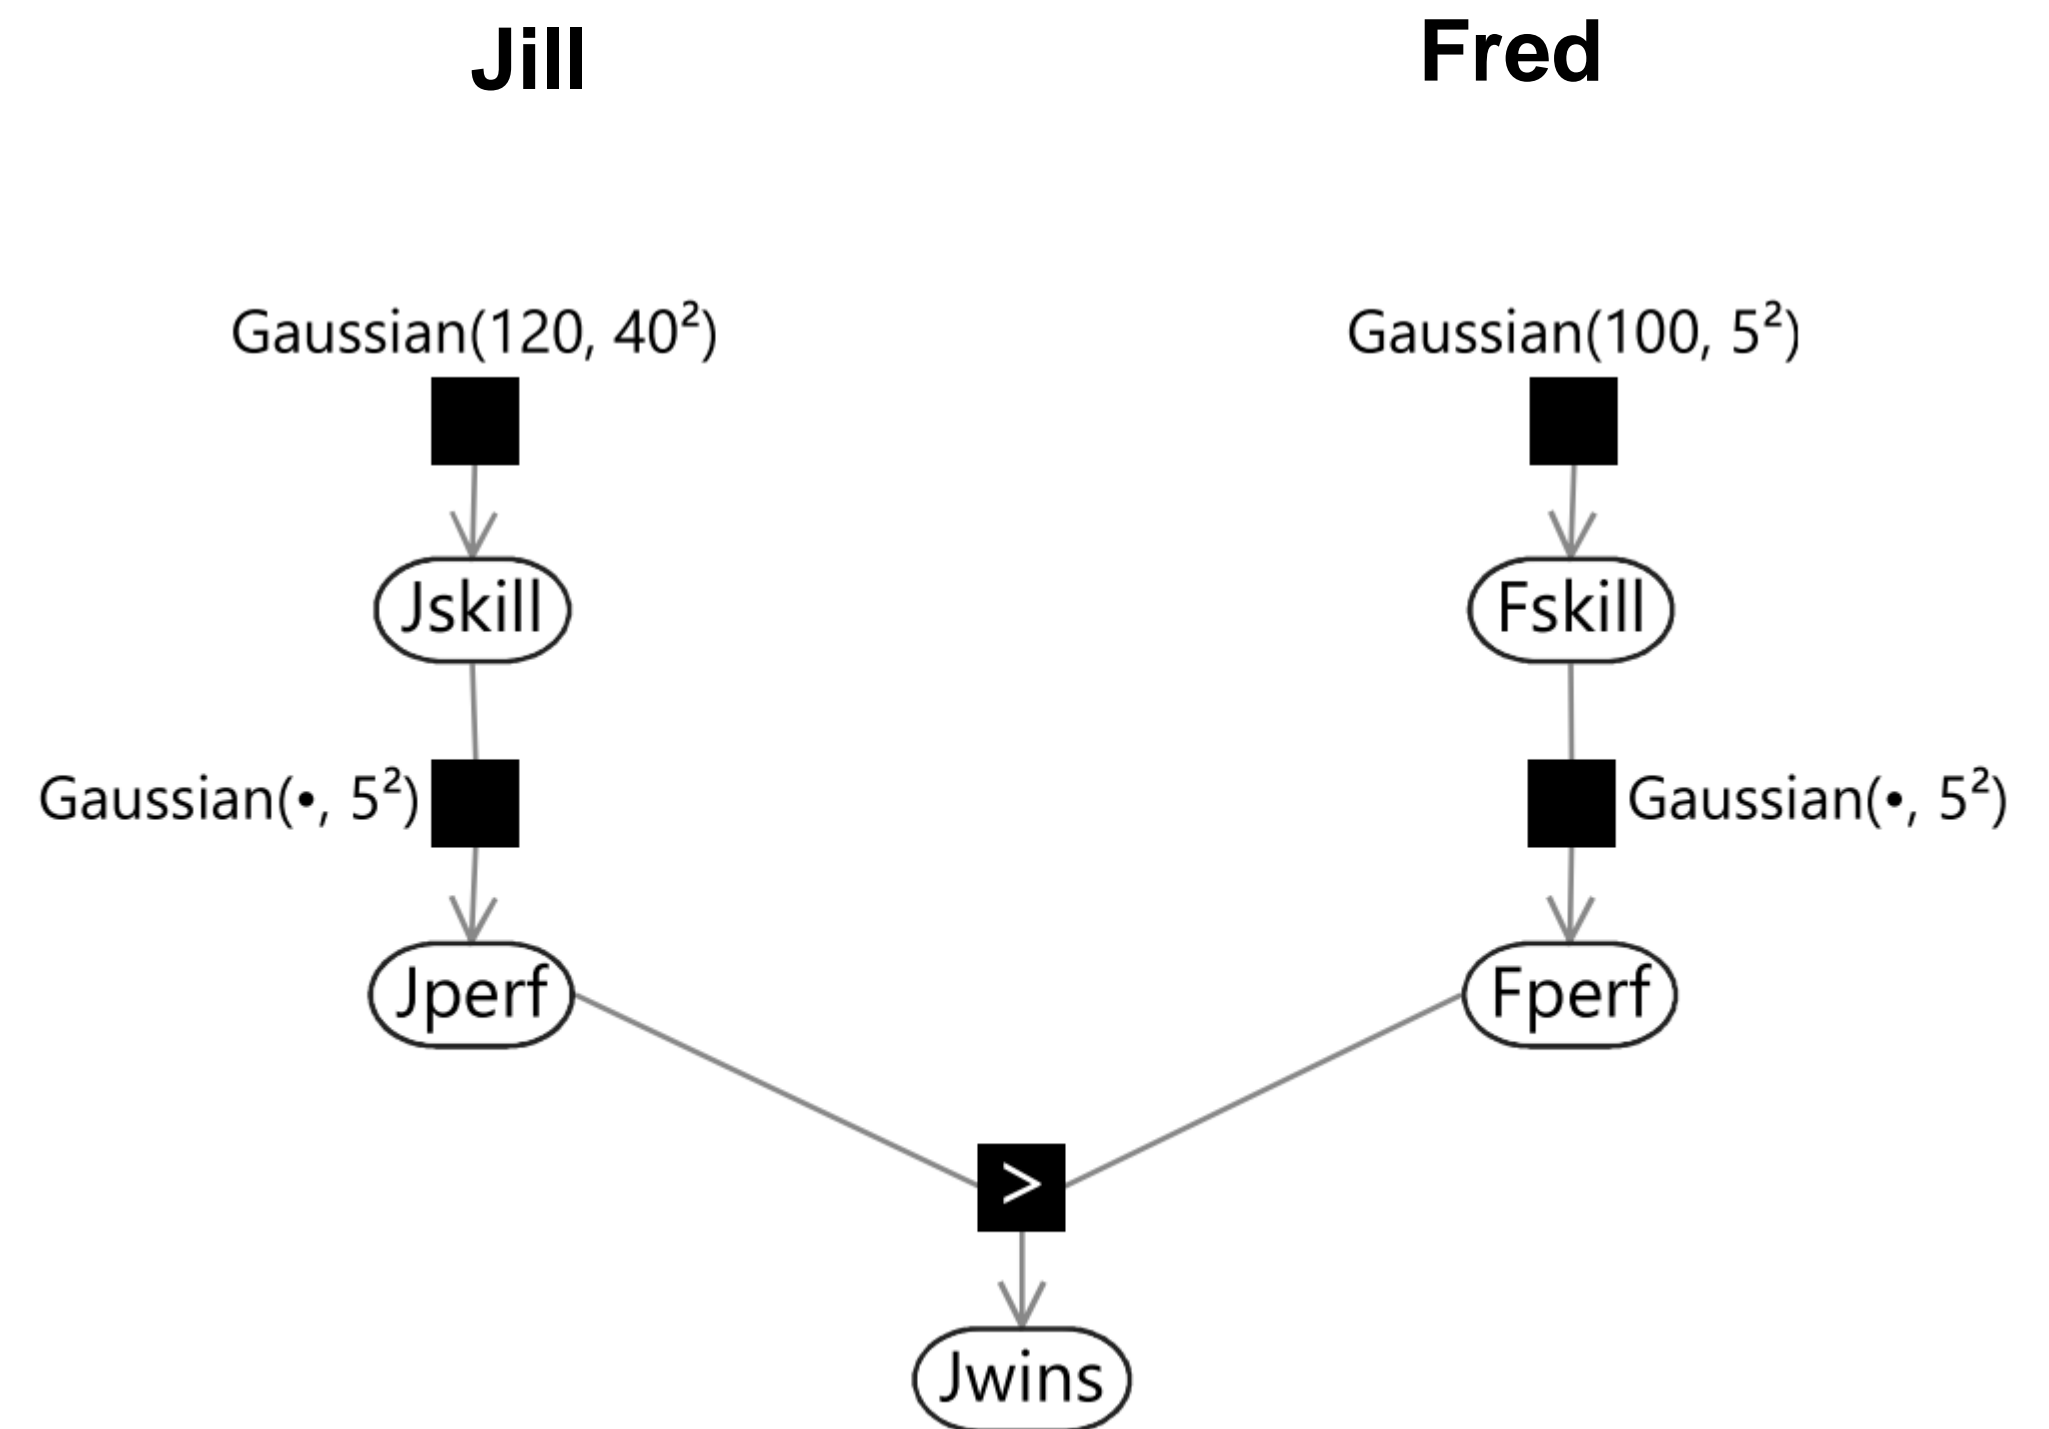 Jill
Fred
Gaussian(120, 40²)
Gaussian(100, 5²)
Jskill
Fskill
Gaussian(•, 5²)
Gaussian(•, 5²)
Jperf
Fperf
>
Jwins